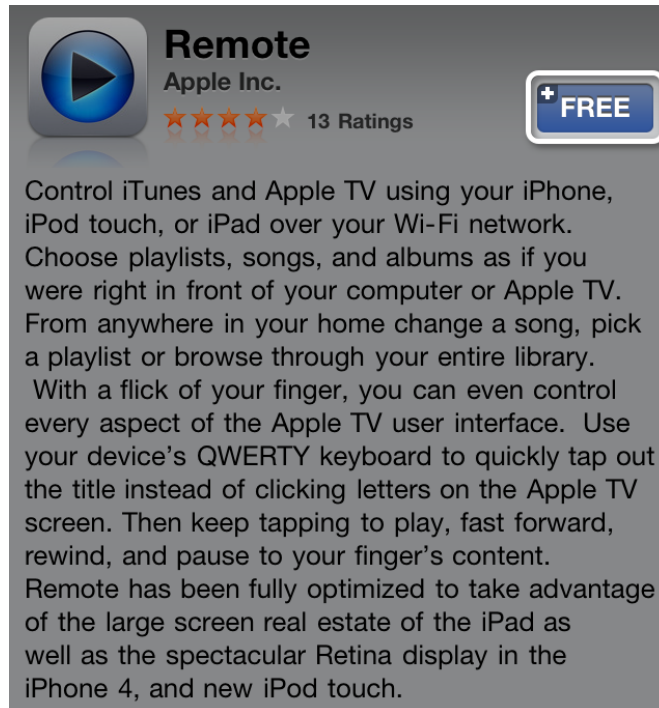 Remote
Apple Inc.
13 Ratings
+
FREE
Control iTunes and Apple TV using your iPhone,
iPod touch, or iPad over your Wi-Fi network.
Choose playlists, songs, and albums as if you
were right in front of your computer or Apple TV.
From anywhere in your home change a song, pick
a playlist or browse through your entire library.
With a flick of your finger, you can even control
every aspect of the Apple TV user interface.  Use
your device’s QWERTY keyboard to quickly tap out
the title instead of clicking letters on the Apple TV
screen. Then keep tapping to play, fast forward,
rewind, and pause to your finger’s content.
Remote has been fully optimized to take advantage
of the large screen real estate of the iPad as
well as the spectacular Retina display in the
iPhone 4, and new iPod touch.